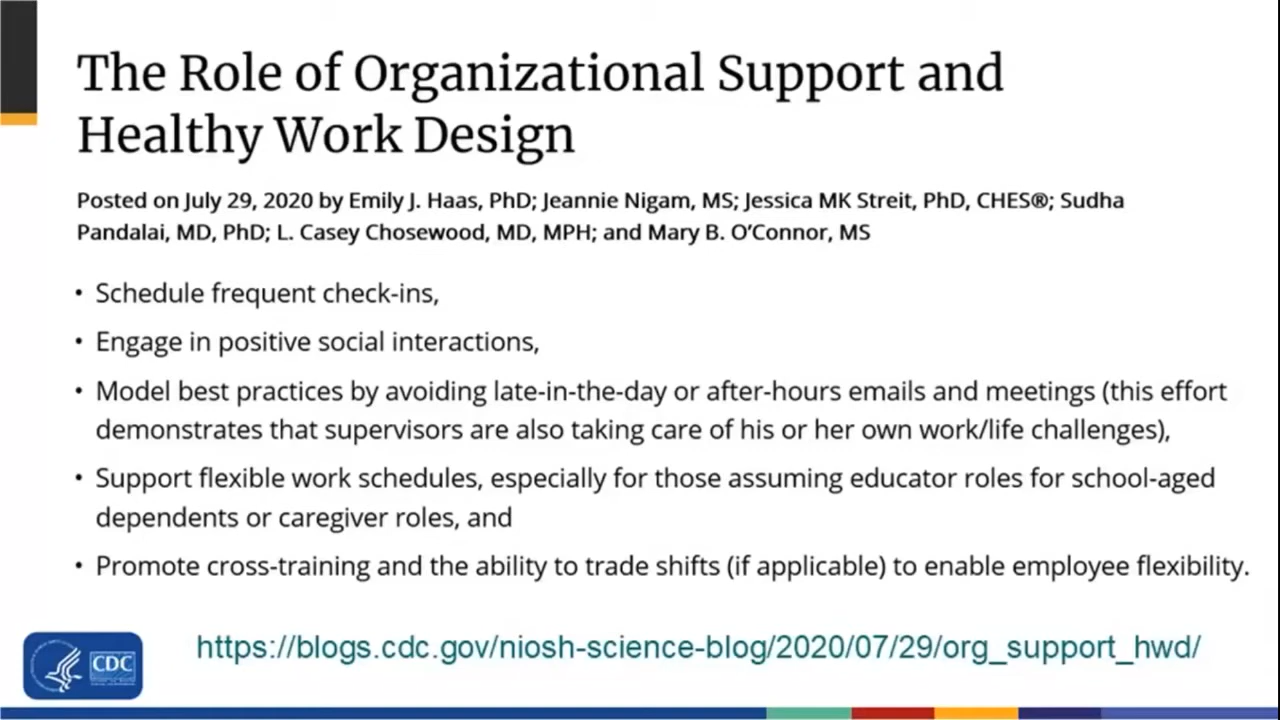 The Role of Organizational Support and
Healthy Work Design
Posted on July 29, 2020 by Emily J. Haas, PhD; Jeannie Nigam, MS; Jessica MK Streit, PhD, CHES®; Sudha
Pandalai, MD, PhD; L. Casey Chosewood, MD, MPH; and Mary B. O’Connor, MS
• Schedule frequent check-ins,
• Engage in positive social interactions,
• Model best practices by avoiding late-in-the-day or after-hours emails and meetings (this effort
demonstrates that supervisors are also taking care of his or her own work/life challenges),
• Support flexible work schedules, especially for those assuming educator roles for school-aged
dependents or caregiver roles, and
• Promote cross-training and the ability to trade shifts (if applicable) to enable employee flexibility.
https://blogs.cdc.gov/niosh-science-blog/2020/07/29/org_support_hwd/
CDC